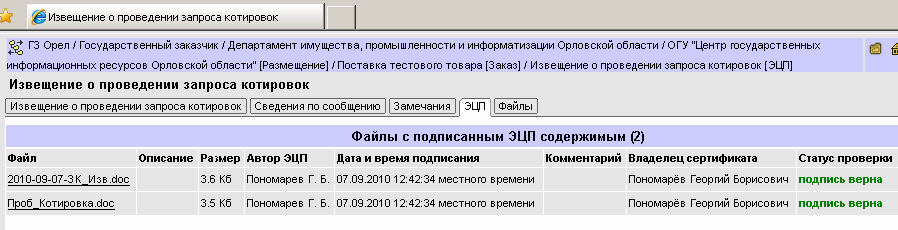 Извещение о проведении запроса котировок
ГЗ Орел / Государственный заказчик / Департамент имущества, промышленности и информатизации Орловской области / ОГУ "Центр государственных
информационных ресурсов Орловской области" [Размещение] / Поставка тестового товара [Заказ] / Извещение о проведении запроса котировок [ЭЦП]
Извещение о проведении запроса котировок
Извещение о проведении запроса котировок Сведения по сообщению Замечания ЭЦП Файлы
Файлы с подписанным ЭЦП содержимым (2)
Файл Описание Размер Автор ЭЦП Дата и время подписания Комментарий Владелец сертификата Статус проверки
2010-09-07-ЗК_Изв.doc 3.6 Кб Пономарев Г. Б. 07.09.2010 12:42:34 местного времени Пономарёв Георгий Борисович подпись верна
Проб_Котировка.doc 3.5 Кб Пономарев Г. Б. 07.09.2010 12:42:34 местного времени Пономарёв Георгий Борисович подпись верна